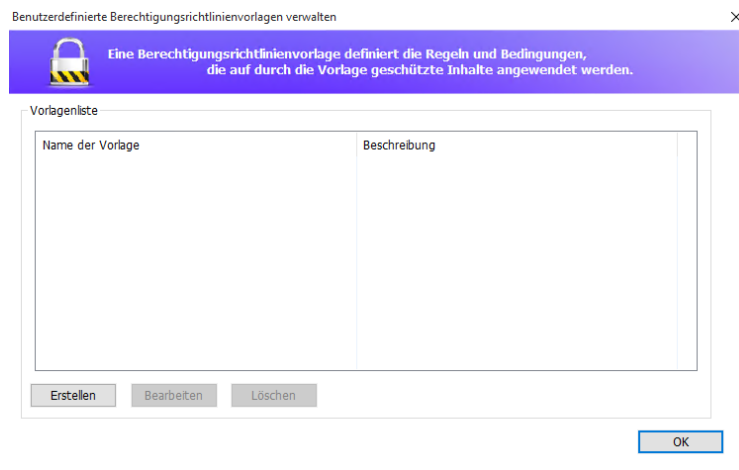 Benutzerdefinierte Berechtigungsrichtlinienvorlagen verwalten
Eine Berechtigungsrichtlinienvorlage definiert die Regeln und Bedingungen,
die auf durch die Vorlage geschützte Inhalte angewendet werden.
Vorlagenliste
Name der Vorlage Beschreibung
Erstellen Bearbeiten Löschen
OK